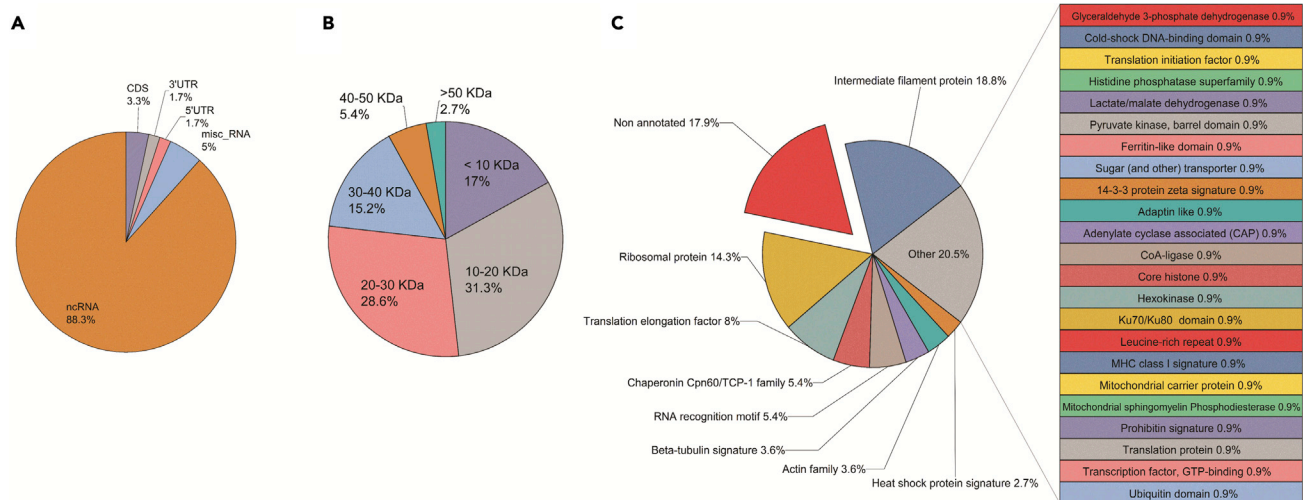 A
CDS
3.3%
3'UTR
1.7%
5'UTR
1.7%
misc_RNA
5%
ncRNA
88.3%
B
40-50 KDa
5.4%
>50 KDa
2.7%
< 10 KDa
17%
30-40 KDa
15.2%
10-20 KDa
31.3%
20-30 KDa
28.6%
C
Intermediate filament protein 18.8%
Non annotated 17.9%
Other 20.5%
Ribosomal protein 14.3%
Translation elongation factor 8%
Chaperonin Cpn60/TCP-1 family 5.4%
RNA recognition motif 5.4%
Beta-tubulin signature 3.6%
Actin family 3.6%
Heat shock protein signature 2.7%
Glyceraldehyde 3-phosphate dehydrogenase 0.9%
Cold-shock DNA-binding domain 0.9%
Translation initiation factor 0.9%
Histidine phosphatase superfamily 0.9%
Lactate/malate dehydrogenase 0.9%
Pyruvate kinase, barrel domain 0.9%
Ferritin-like domain 0.9%
Sugar (and other) transporter 0.9%
14-3-3 protein zeta signature 0.9%
Adaptin like 0.9%
Adenylate cyclase associated (CAP) 0.9%
CoA-ligase 0.9%
Core histone 0.9%
Hexokinase 0.9%
Ku70/Ku80 domain 0.9%
Leucine-rich repeat 0.9%
MHC class I signature 0.9%
Mitochondrial carrier protein 0.9%
Mitochondrial sphingomyelin Phosphodiesterase 0.9%
Prohibitin signature 0.9%
Translation protein 0.9%
Transcription factor, GTP-binding 0.9%
Ubiquitin domain 0.9%